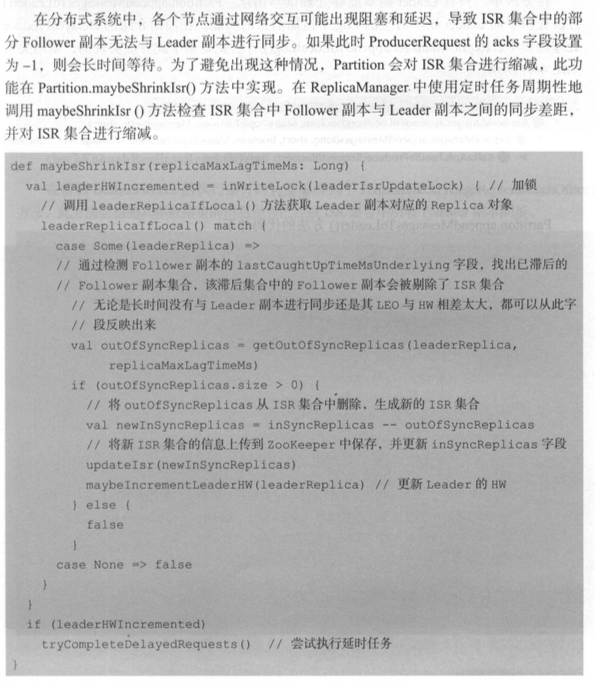 在分布式系统中，各个节点通过网络交互可能出现阻塞和延迟，导致 ISR 集合中的部
分 Follower 副本无法与 Leader 副本进行同步。如果此时 ProducerRequest 的 acks 字段设置
为 –1，则会长时间等待。为了避免出现这种情况，Partition 会对 ISR 集合进行缩减，此功
能在 Partition.maybeShrinkIsr() 方法中实现。在 ReplicaManager 中使用定时任务周期性地
调用 maybeShrinkIsr () 方法检查 ISR 集合中 Follower 副本与 Leader 副本之间的同步差距，
并对 ISR 集合进行缩减。
def maybeShrinkIsr(replicaMaxLagTimeMs: Long) {
  val leaderHWIncremented = inWriteLock(leaderIsrUpdateLock) { // 加锁
    // 调用 leaderReplicaIfLocal() 方法获取 Leader 副本对应的 Replica 对象
    leaderReplicaIfLocal() match {
      case Some(leaderReplica) =>
      // 通过检测 Follower 副本的 lastCaughtUpTimeMsUnderlying 字段，找出已滞后的
      // Follower 副本集合，该滞后集合中的 Follower 副本会被剔除了 ISR 集合
        // 无论是长时间没有与 Leader 副本进行同步还是其 LEO 与 HW 相差太大，都可以从此字
        // 段反映出来
        val outOfSyncReplicas = getOutOfSyncReplicas(leaderReplica,
            replicaMaxLagTimeMs)
        if (outOfSyncReplicas.size > 0) {
          // 将 outOfSyncReplicas 从 ISR 集合中删除，生成新的 ISR 集合
          val newInSyncReplicas = inSyncReplicas -- outOfSyncReplicas
          // 将新 ISR 集合的信息上传到 ZooKeeper 中保存，并更新 inSyncReplicas 字段
          updateIsr(newInSyncReplicas)
          maybeIncrementLeaderHW(leaderReplica) // 更新 Leader 的 HW
        } else {
          false
        }
      case None => false
    }
  }
  if (leaderHWIncremented)
    tryCompleteDelayedRequests()  // 尝试执行延时任务
}